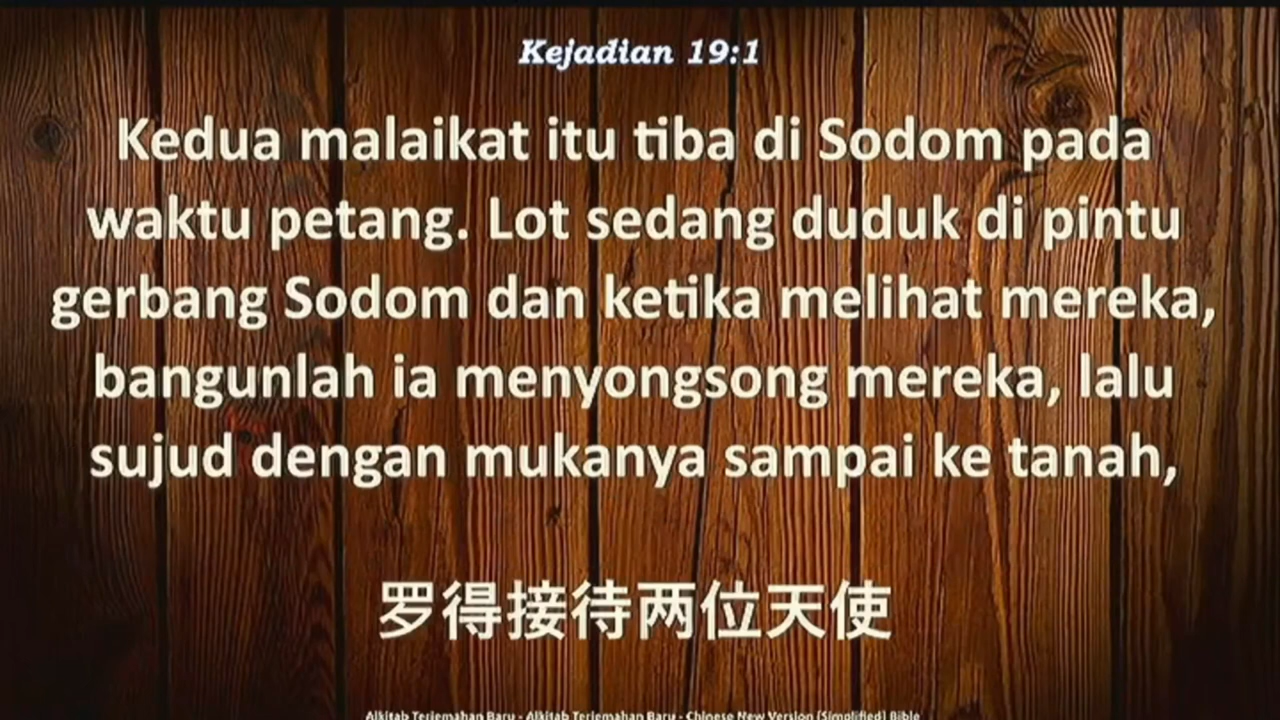 Kejadian 19:1
Kedua malaikat itu tiba di Sodom pada
waktu petang. Lot sedang duduk di pintu
gerbang Sodom dan ketika melihat mereka,
bangunlah ia menyongsong mereka, lalu
sujud dengan mukanya sampai ke tanah,
罗得接待两位天使
Alkitab Terjemahan Baru - Alkitab Terjemahan Baru - Chinese New Version (Simplified) Bible